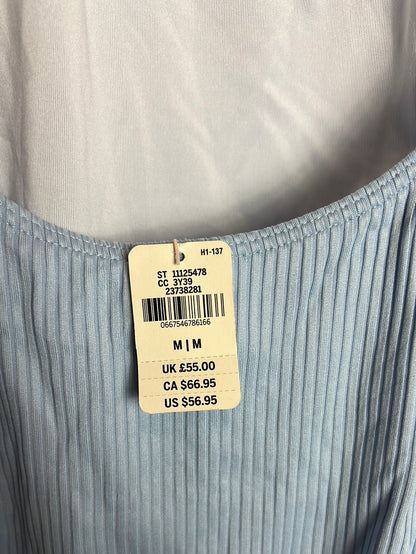 H1-137
ST 11125478
CC 3Y39
23738281
0667546786166
M | M
UK £55.00
CA $66.95
US $56.95